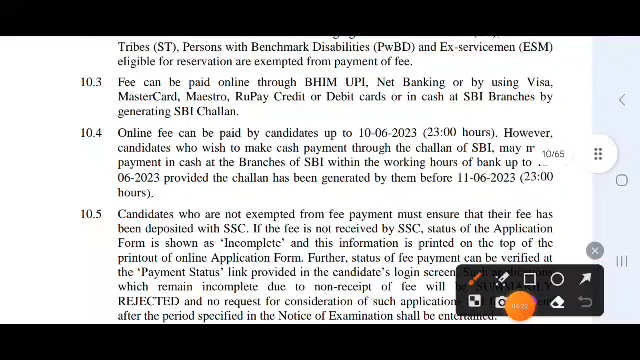 Tribes (ST), Persons with Benchmark Disabilities (PwBD) and Ex-servicemen (ESM)
eligible for reservation are exempted from payment of fee.
10.3 Fee can be paid online through BHIM UPI, Net Banking or by using Visa,
MasterCard, Maestro, RuPay Credit or Debit cards or in cash at SBI Branches by
generating SBI Challan.
10.4 Online fee can be paid by candidates up to 10-06-2023 (23:00 hours). However,
candidates who wish to make cash payment through the challan of SBI, may
payment in cash at the Branches of SBI within the working hours of bank up to
06-2023 provided the challan has been generated by them before 11-06-2023 (23:00
hours).
10/65
10.5 Candidates who are not exempted from fee payment must ensure that their fee has
been deposited with SSC. If the fee is not received by SSC, status of the Application
Form is shown as 'Incomplete' and this information is printed on the top of the
printout of online Application Form. Further, status of fee payment can be verified at
the 'Payment Status' link provided in the candidate's login screen. Such applications
which remain incomplete due to non-receipt of fee will be SUMMARILY
REJECTED and no request for consideration of such application
after the period specified in the Notice of Examination shall be entertained.